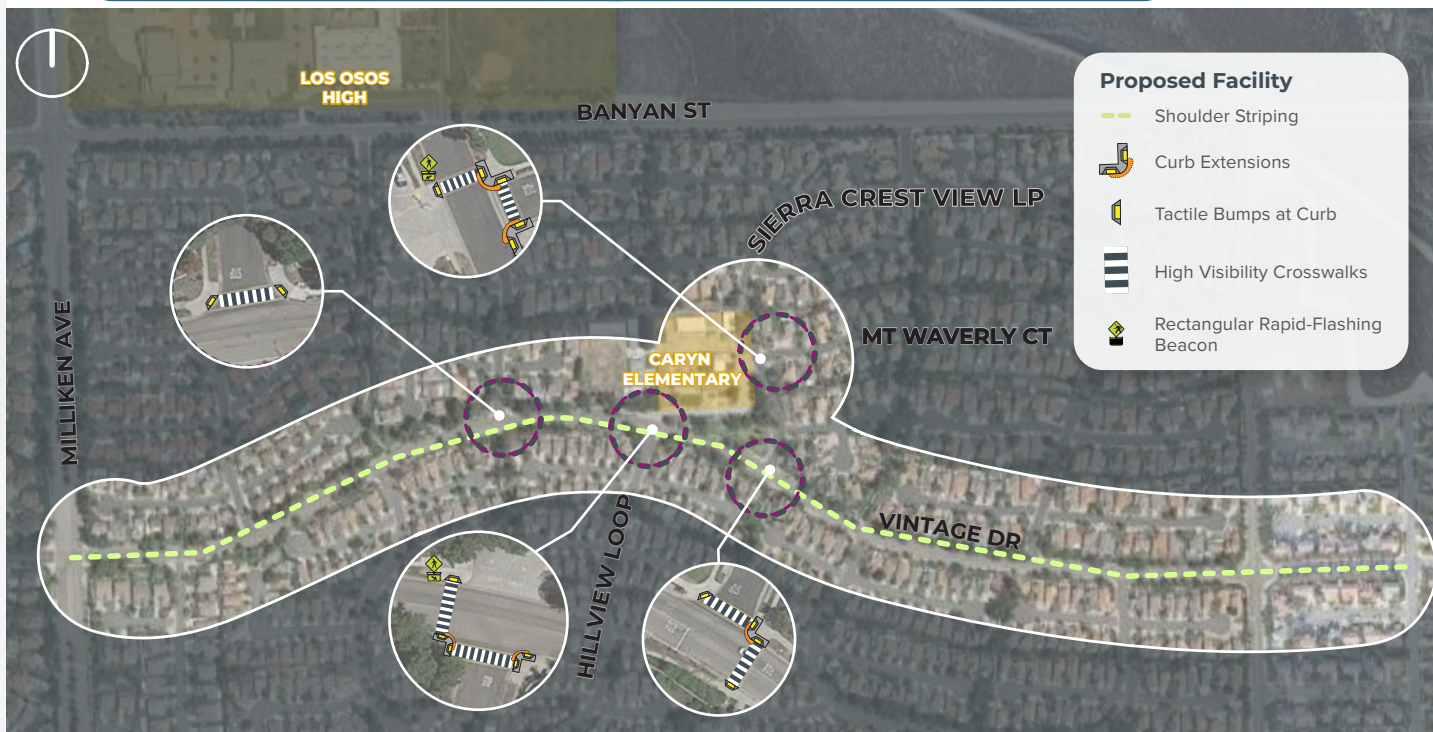 LOS OSOS
HIGH
BANYAN ST
SIERRA CREST VIEW LP
MT WAVERLY CT
MILLIKEN AVE
CARYN
ELEMENTARY
HILLVIEW LOOP
VINTAGE DR
Proposed Facility
Shoulder Striping
Curb Extensions
Tactile Bumps at Curb
High Visibility Crosswalks
Rectangular Rapid-Flashing
Beacon